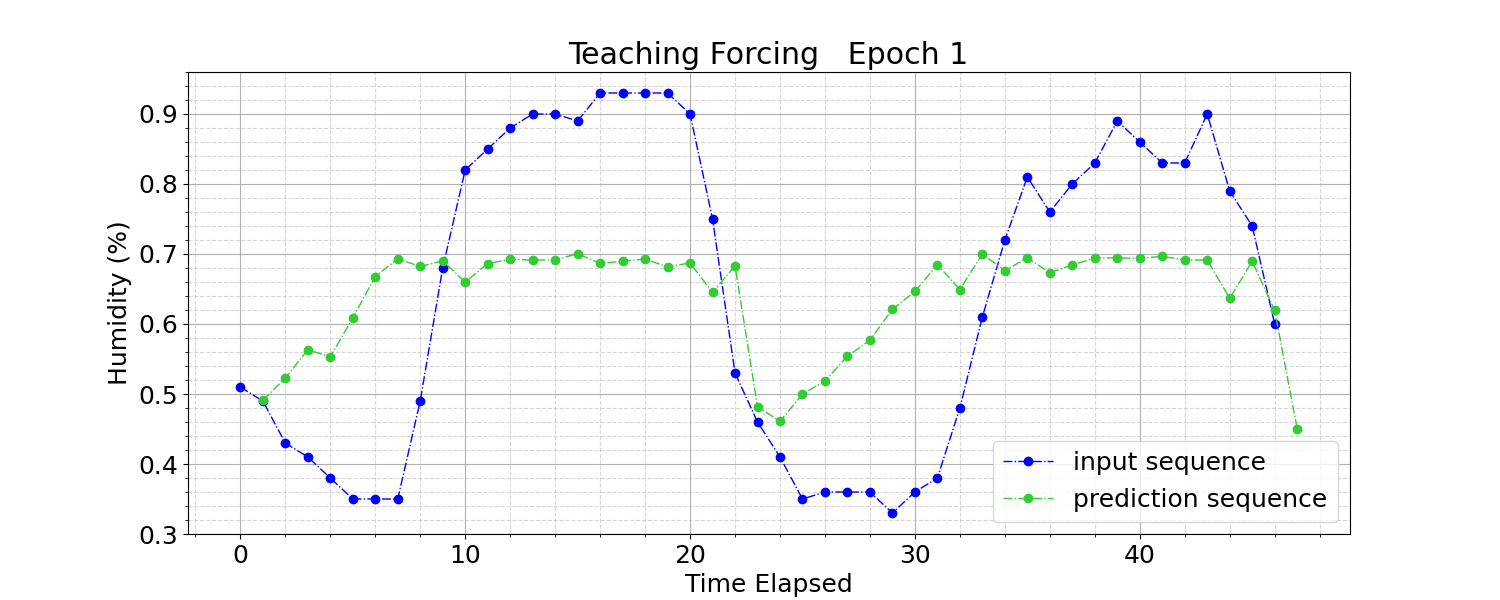 Teaching Forcing   Epoch 1
Humidity (%)
0.9
0.8
0.7
0.6
0.5
0.4
0.3
0 10 20 30 40
Time Elapsed
input sequence
prediction sequence